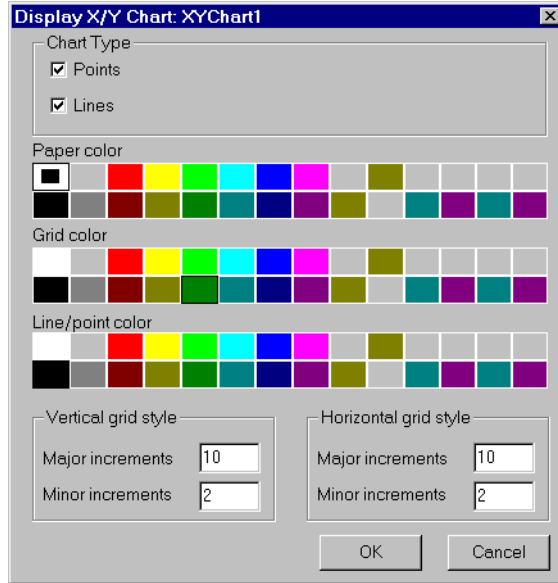 Display X/Y Chart: XYChart1
Chart Type
Points
Lines
Paper color
Grid color
Line/point color
Vertical grid style
Major increments 10
Minor increments 2
Horizontal grid style
Major increments 10
Minor increments 2
OK Cancel